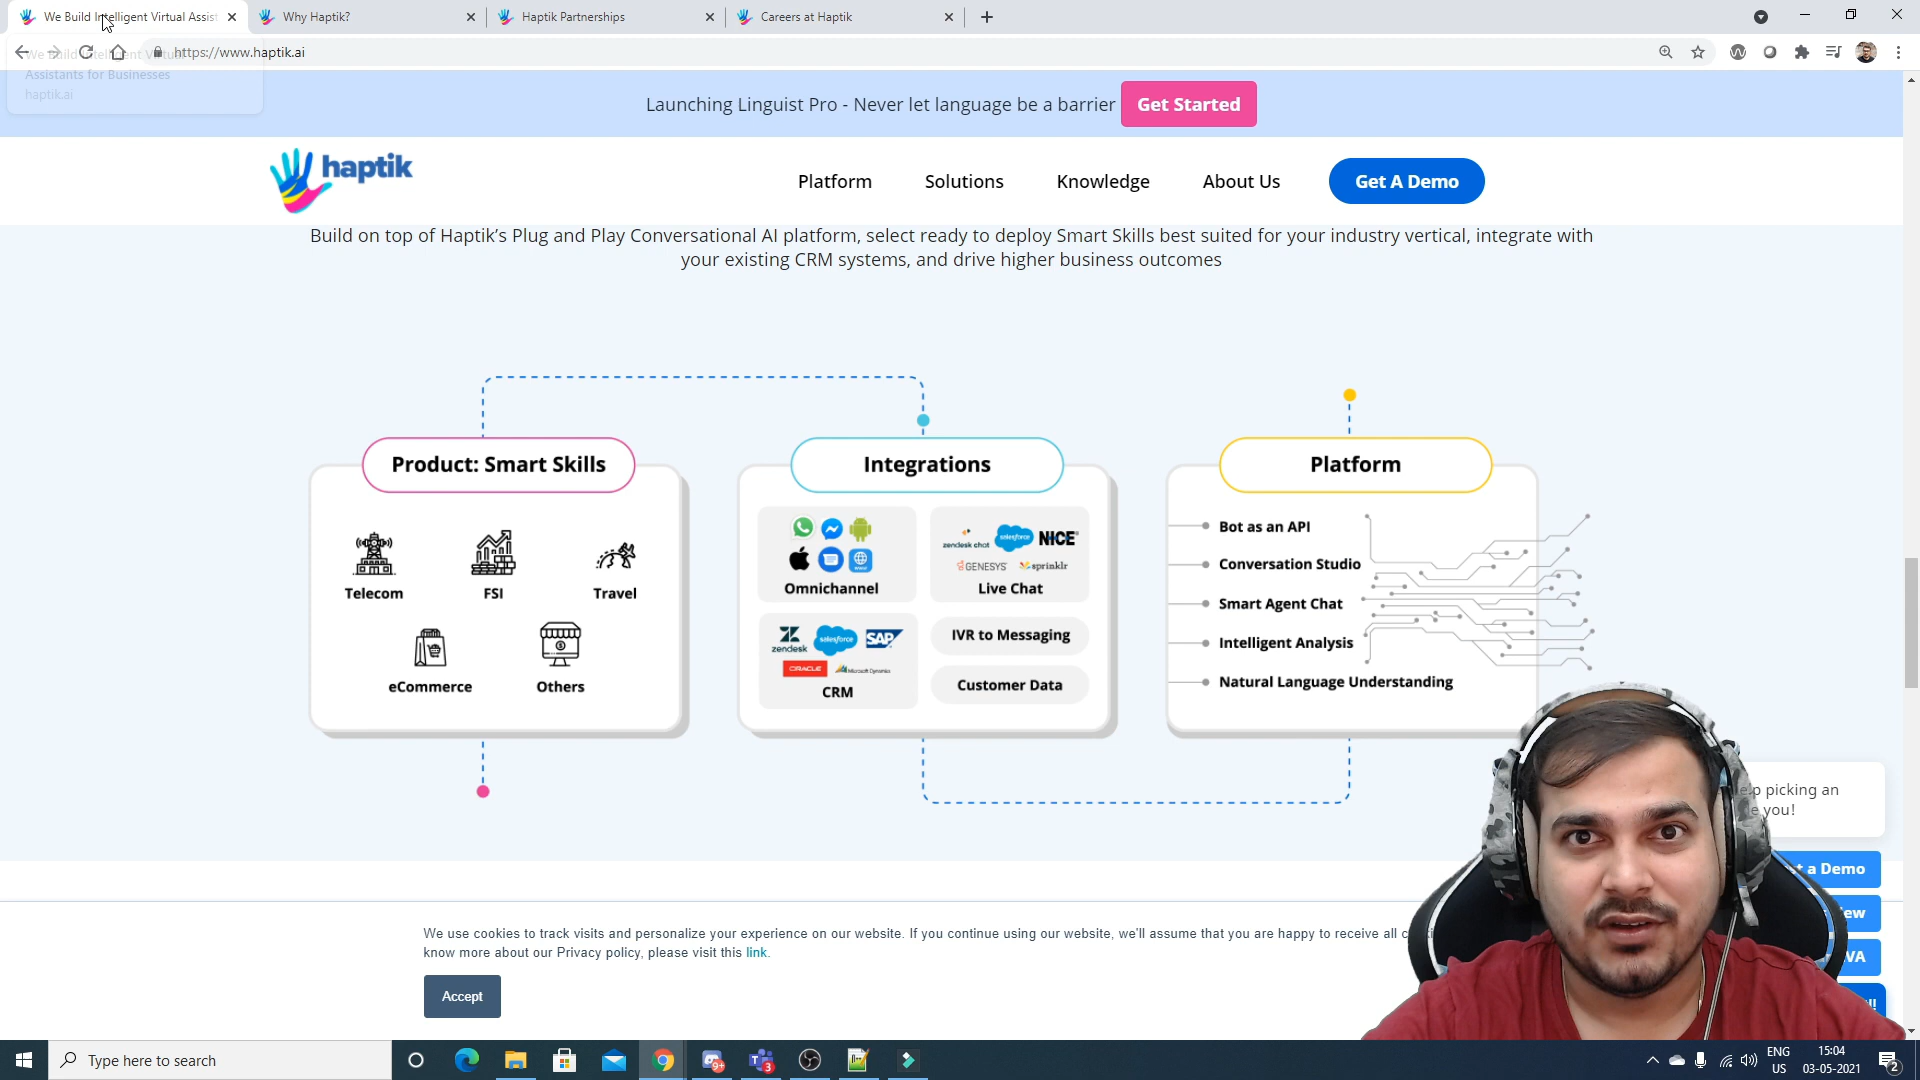 We Build Intelligent Virtual Assist
Why Haptik?
Haptik Partnerships
Careers at Haptik
https://www.haptik.ai
We Build Intelligent Virtual
Assistants for Businesses
haptik.ai
Launching Linguist Pro - Never let language be a barrier
Get Started
haptik
Platform
Solutions
Knowledge
About Us
Get A Demo
Build on top of Haptik’s Plug and Play Conversational AI platform, select ready to deploy Smart Skills best suited for your industry vertical, integrate with
your existing CRM systems, and drive higher business outcomes
Product: Smart Skills
Telecom
FSI
Travel
eCommerce
Others
Integrations
Omnichannel
zendesk chat
salesforce
NICE
GENESYS
sprinklr
Live Chat
zendesk
salesforce
SAP
ORACLE
Microsoft Dynamics
CRM
IVR to Messaging
Customer Data
Platform
Bot as an API
Conversation Studio
Smart Agent Chat
Intelligent Analysis
Natural Language Understanding
picking an
you!
a Demo
VA
We use cookies to track visits and personalize your experience on our website. If you continue using our website, we'll assume that you are happy to receive all
know more about our Privacy policy, please visit this link.
Accept
Type here to search
9+
3
ENG
US
15:04
03-05-2021
2